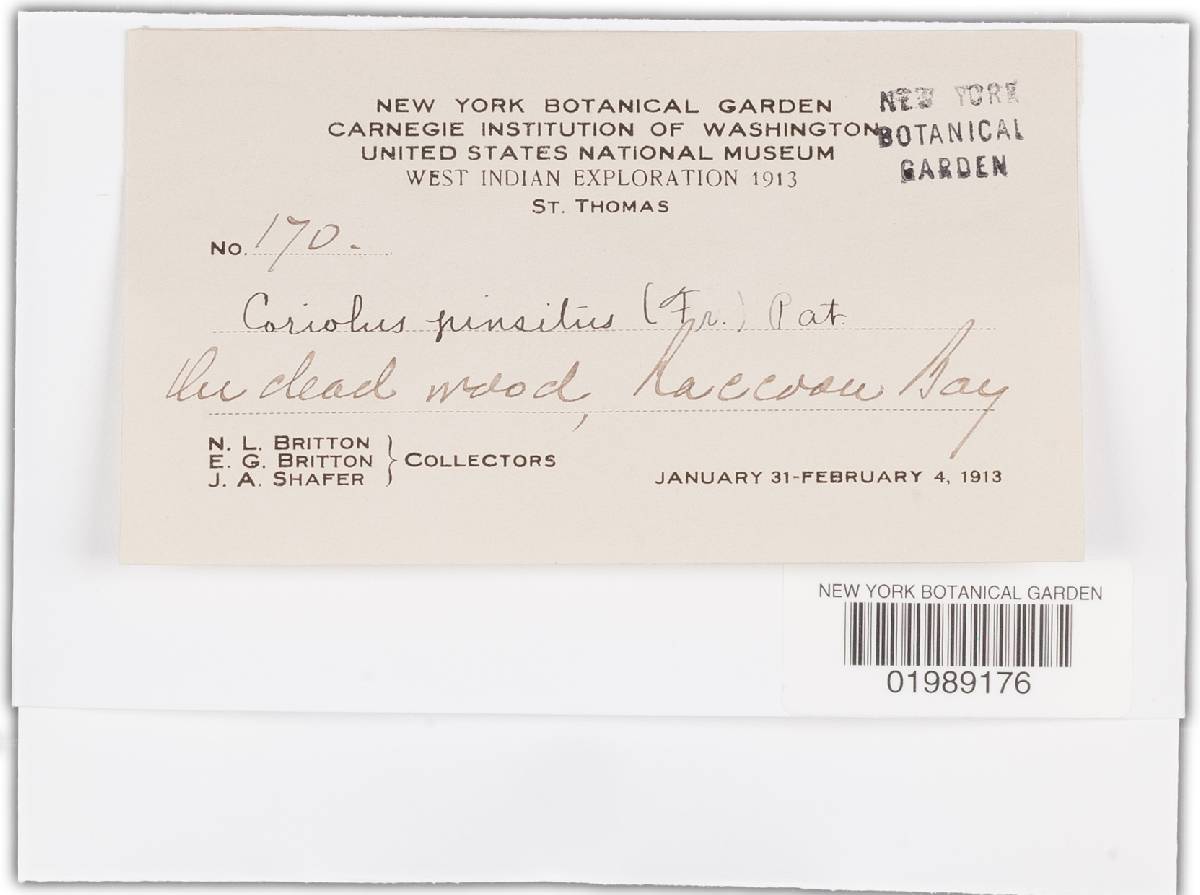 NEW YORK BOTANICAL GARDEN
CARNEGIE INSTITUTION OF WASHINGTON
UNITED STATES NATIONAL MUSEUM
WEST INDIAN EXPLORATION 1913
ST. THOMAS
NEW YORK
BOTANICAL
GARDEN
No. 170.
Coriolus pinsitus (Fr.) Pat.
On dead wood, Raccoon Bay
N. L. BRITTON
E. G. BRITTON } COLLECTORS
J. A. SHAFER
JANUARY 31-FEBRUARY 4, 1913
NEW YORK BOTANICAL GARDEN
01989176